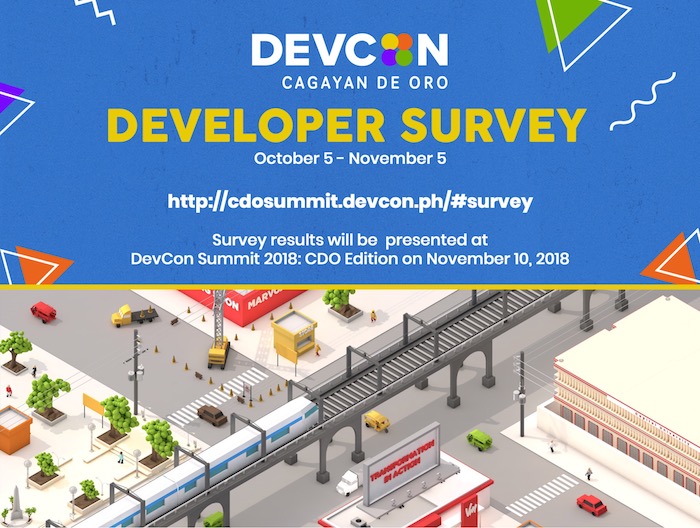 DEVCON
CAGAYAN DE ORO
DEVELOPER SURVEY
October 5 - November 5
http://cdosummit.devcon.ph/#survey
Survey results will be presented at
DevCon Summit 2018: CDO Edition on November 10, 2018
TRANSFORMATION
IN ACTION